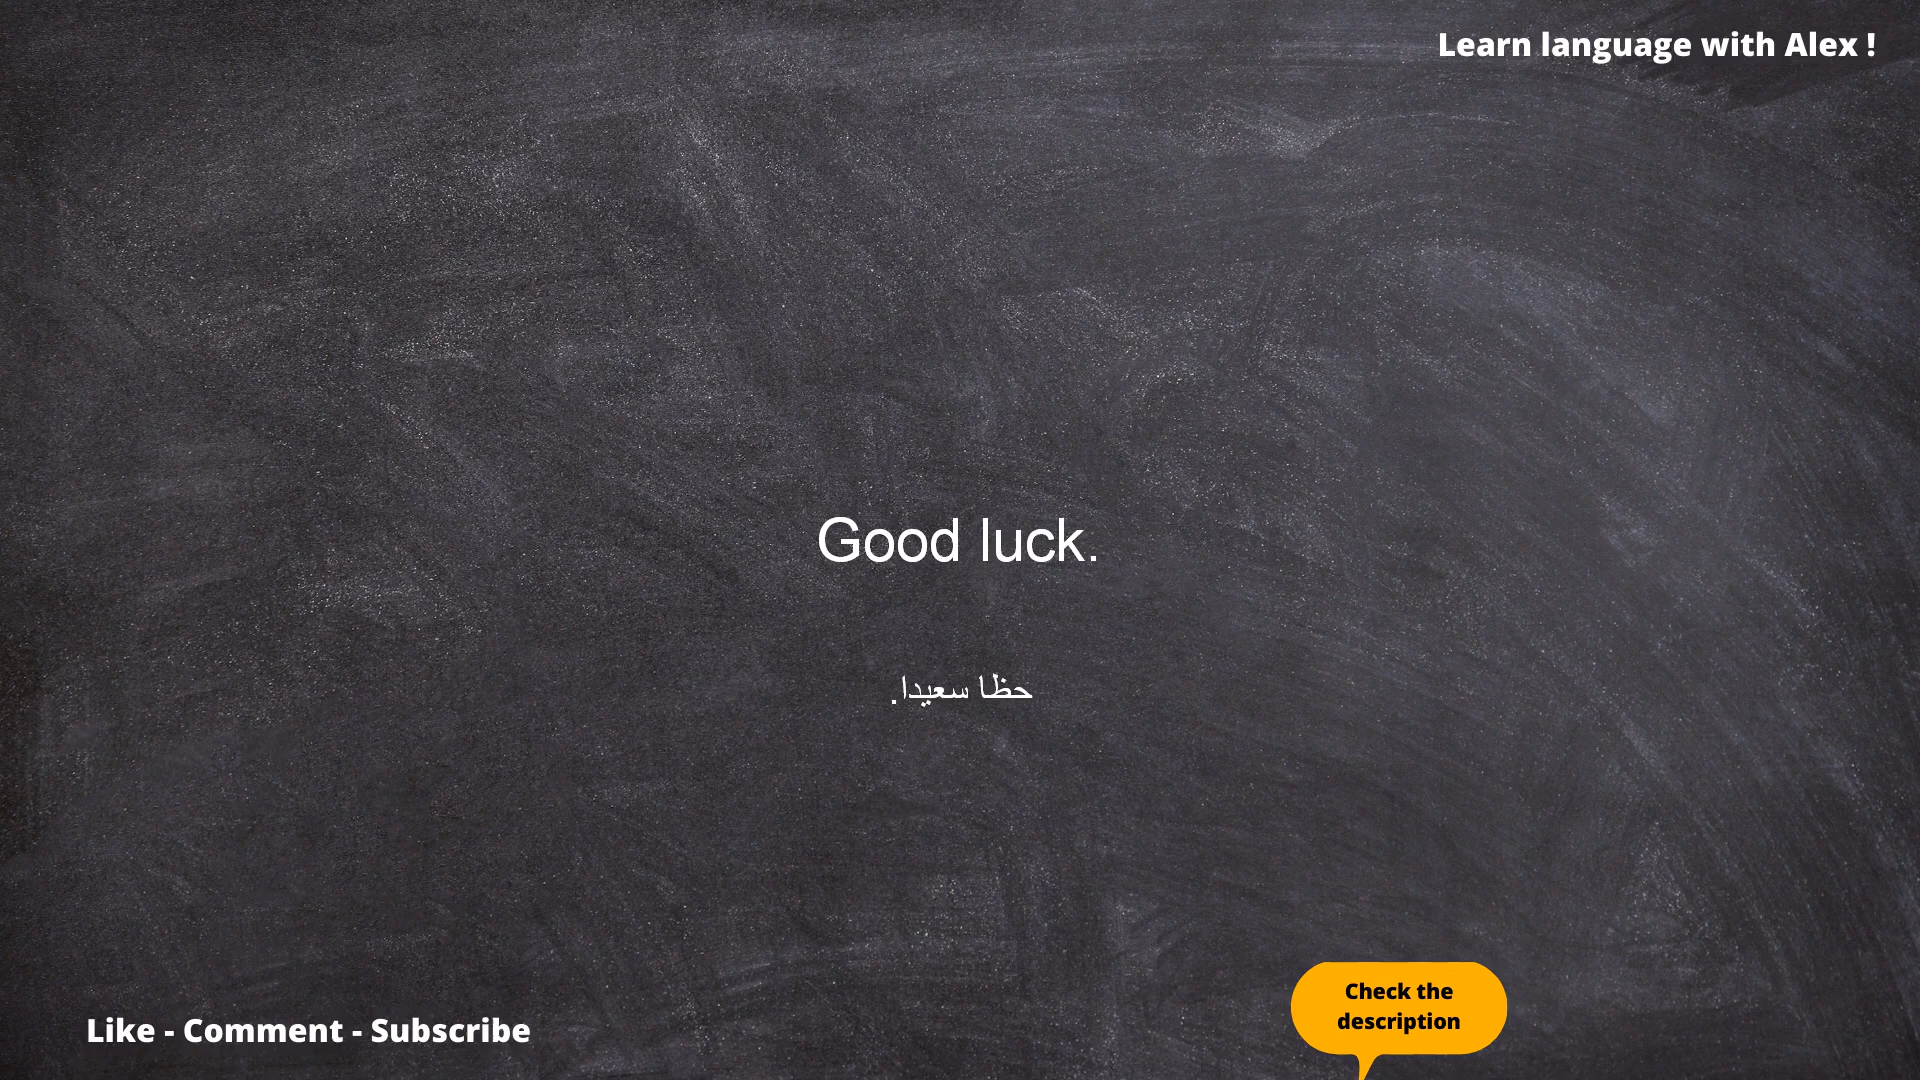 Learn language with Alex !
Good luck.
حظا سعيدا.
Check the
description
Like - Comment - Subscribe